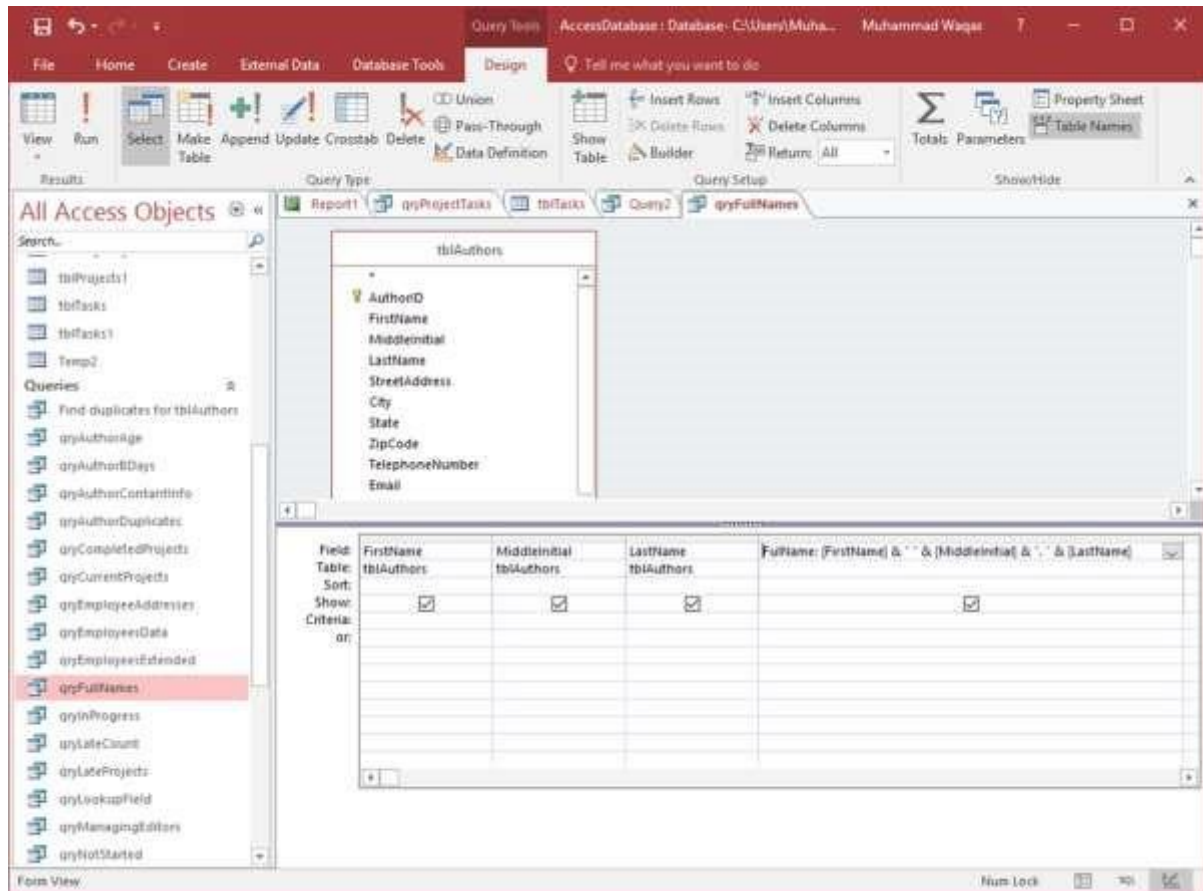 Query Tools AccessDatabase : Database- C:\Users\Muha... Muhammad Waqas ?
File Home Create External Data Database Tools Design Tell me what you want to do
View Run Select Make Table Append Update Crosstab Delete
Union
Pass-Through
Data Definition
Show Table
Insert Rows
Delete Rows
Builder
Insert Columns
Delete Columns
Return: All
Totals Parameters
Property Sheet
Table Names
Results Query Type Query Setup Show/Hide
All Access Objects
Search...
tblProjects1
tblTasks
tblTasks1
Temp2
Queries
Find duplicates for tblAuthors
qryAuthorAge
qryAuthorBDays
qryAuthorContantInfo
qryAuthorDuplicates
qryCompletedProjects
qryCurrentProjects
qryEmployeeAddresses
qryEmployeesData
qryEmployeesExtended
qryFullNames
qryInProgress
qryLateCount
qryLateProjects
qryLookupField
qryManagingEditors
qryNotStarted
Report1 qryProjectTasks tblTasks Query2 qryFullNames
tblAuthors
*
AuthorID
FirstName
MiddleInitial
LastName
StreetAddress
City
State
ZipCode
TelephoneNumber
Email
Field: FirstName MiddleInitial LastName FulName: [FirstName] & ' ' & [MiddleInitial] & '. ' & [LastName]
Table: tblAuthors tblAuthors tblAuthors
Sort:
Show:
Criteria:
or:
Form View Num Lock SQL